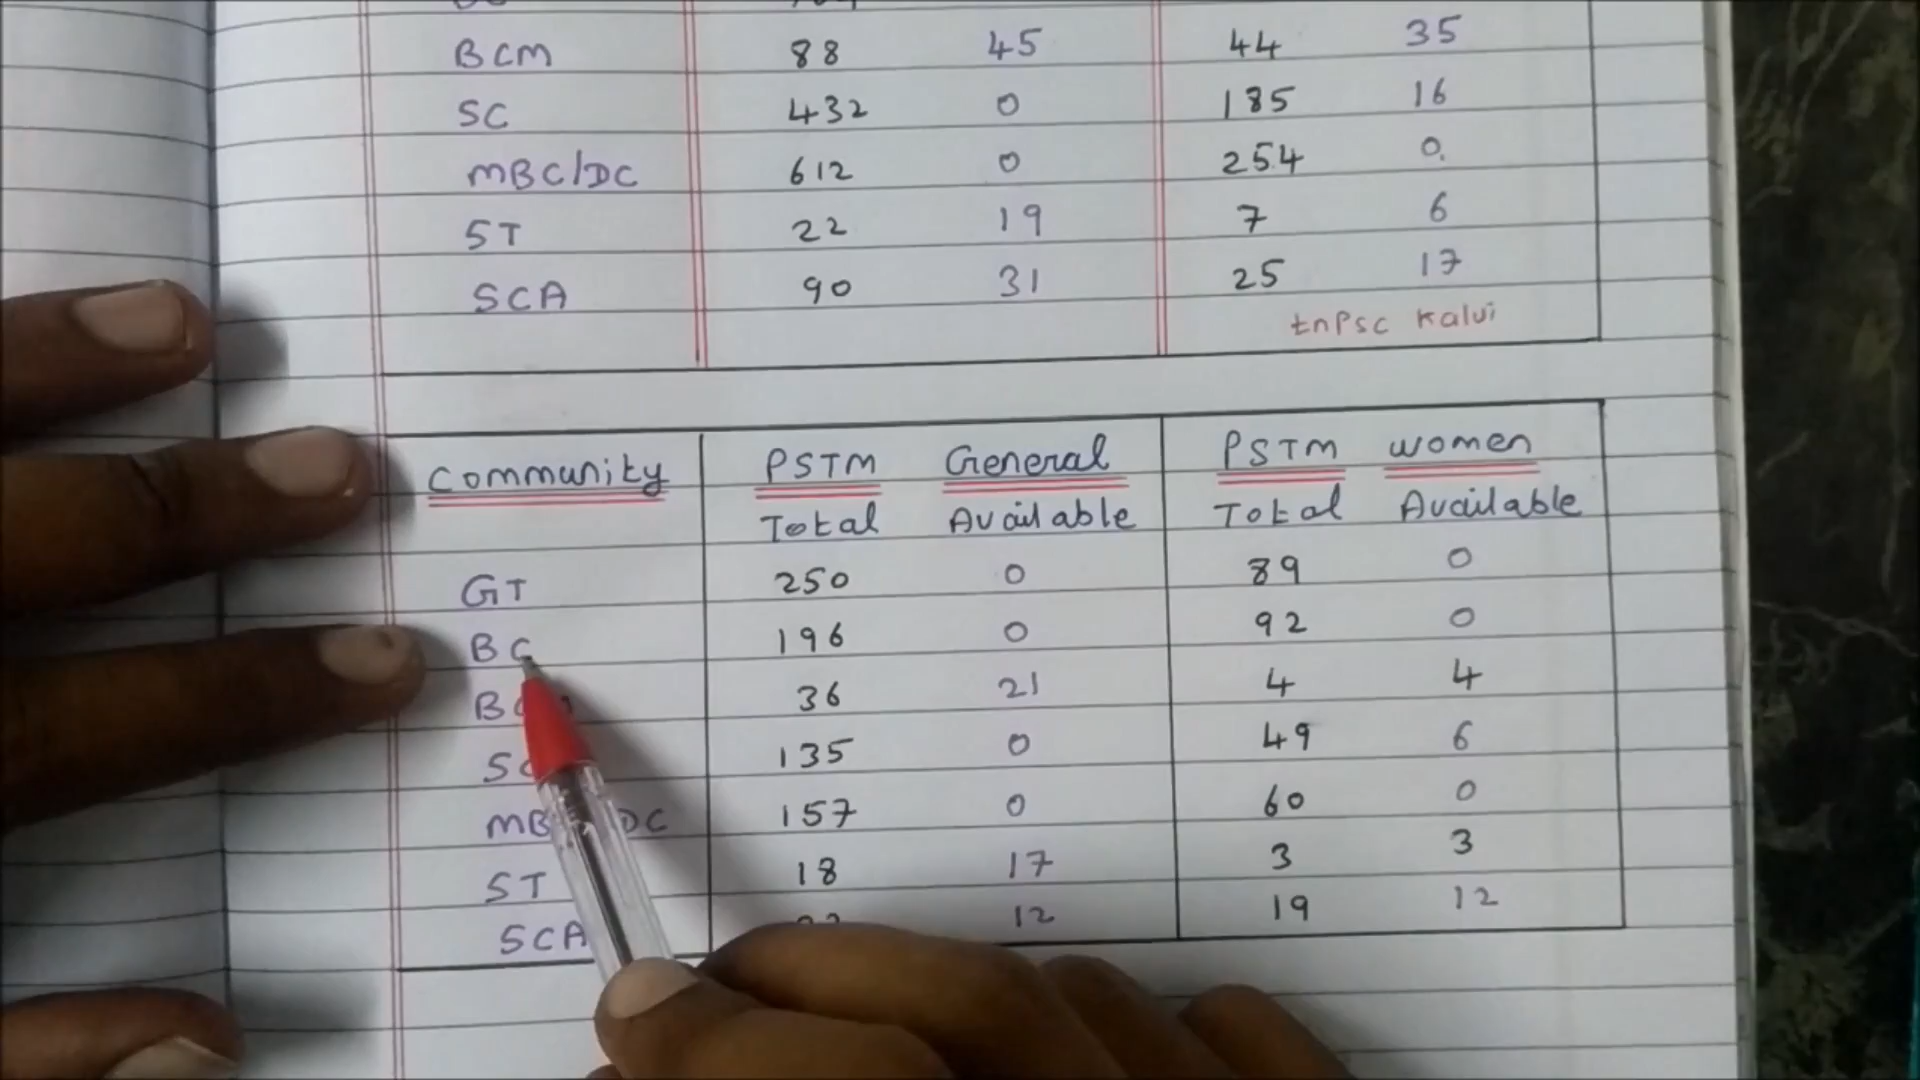 BCM 88 45 44 35
SC 432 0 185 16
MBC/DC 612 0 254 0.
ST 22 19 7 6
SCA 90 31 25 17
tnpsc Kalvi
Community PSTM General PSTM women
Total Available Total Available
GT 250 0 89 0
BC 196 0 92 0
36 21 4 4
135 0 49 6
157 0 60 0
ST 18 17 3 3
SCA 12 19 12